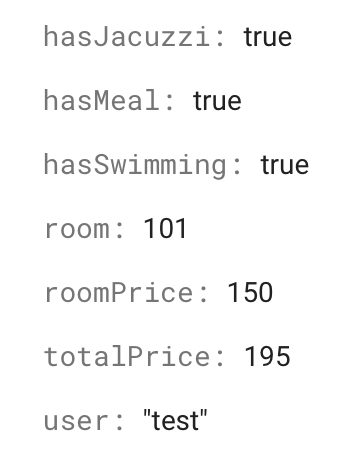 hasJacuzzi: true
hasMeal: true
hasSwimming: true
room: 101
roomPrice: 150
totalPrice: 195
user: "test"